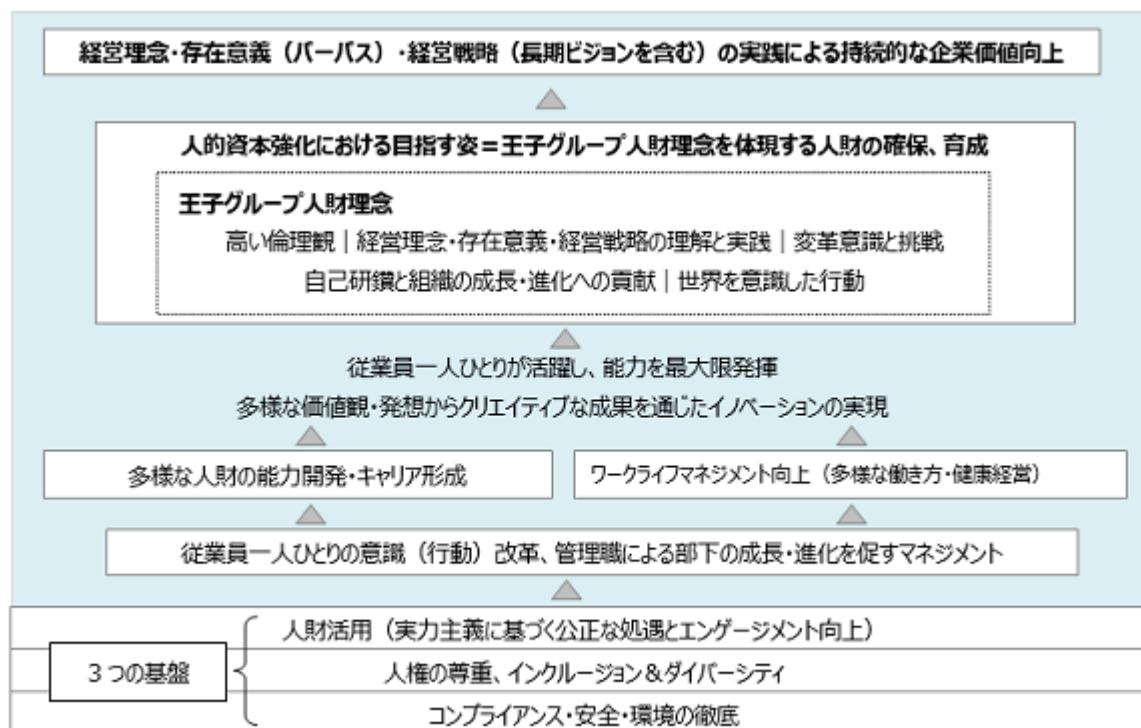 経営理念・存在意義（パーパス）・経営戦略（長期ビジョンを含む）の実践による持続的な企業価値向上
人的資本強化における目指す姿＝王子グループ人財理念を体現する人財の確保、育成
王子グループ人財理念
高い倫理観｜経営理念・存在意義・経営戦略の理解と実践｜変革意識と挑戦
自己研鑽と組織の成長・進化への貢献｜世界を意識した行動
従業員一人ひとりが活躍し、能力を最大限発揮
多様な価値観・発想からクリエイティブな成果を通じたイノベーションの実現
多様な人財の能力開発・キャリア形成
ワークライフマネジメント向上（多様な働き方・健康経営）
従業員一人ひとりの意識（行動）改革、管理職による部下の成長・進化を促すマネジメント
３つの基盤
人財活用（実力主義に基づく公正な処遇とエンゲージメント向上）
人権の尊重、インクルージョン＆ダイバーシティ
コンプライアンス・安全・環境の徹底